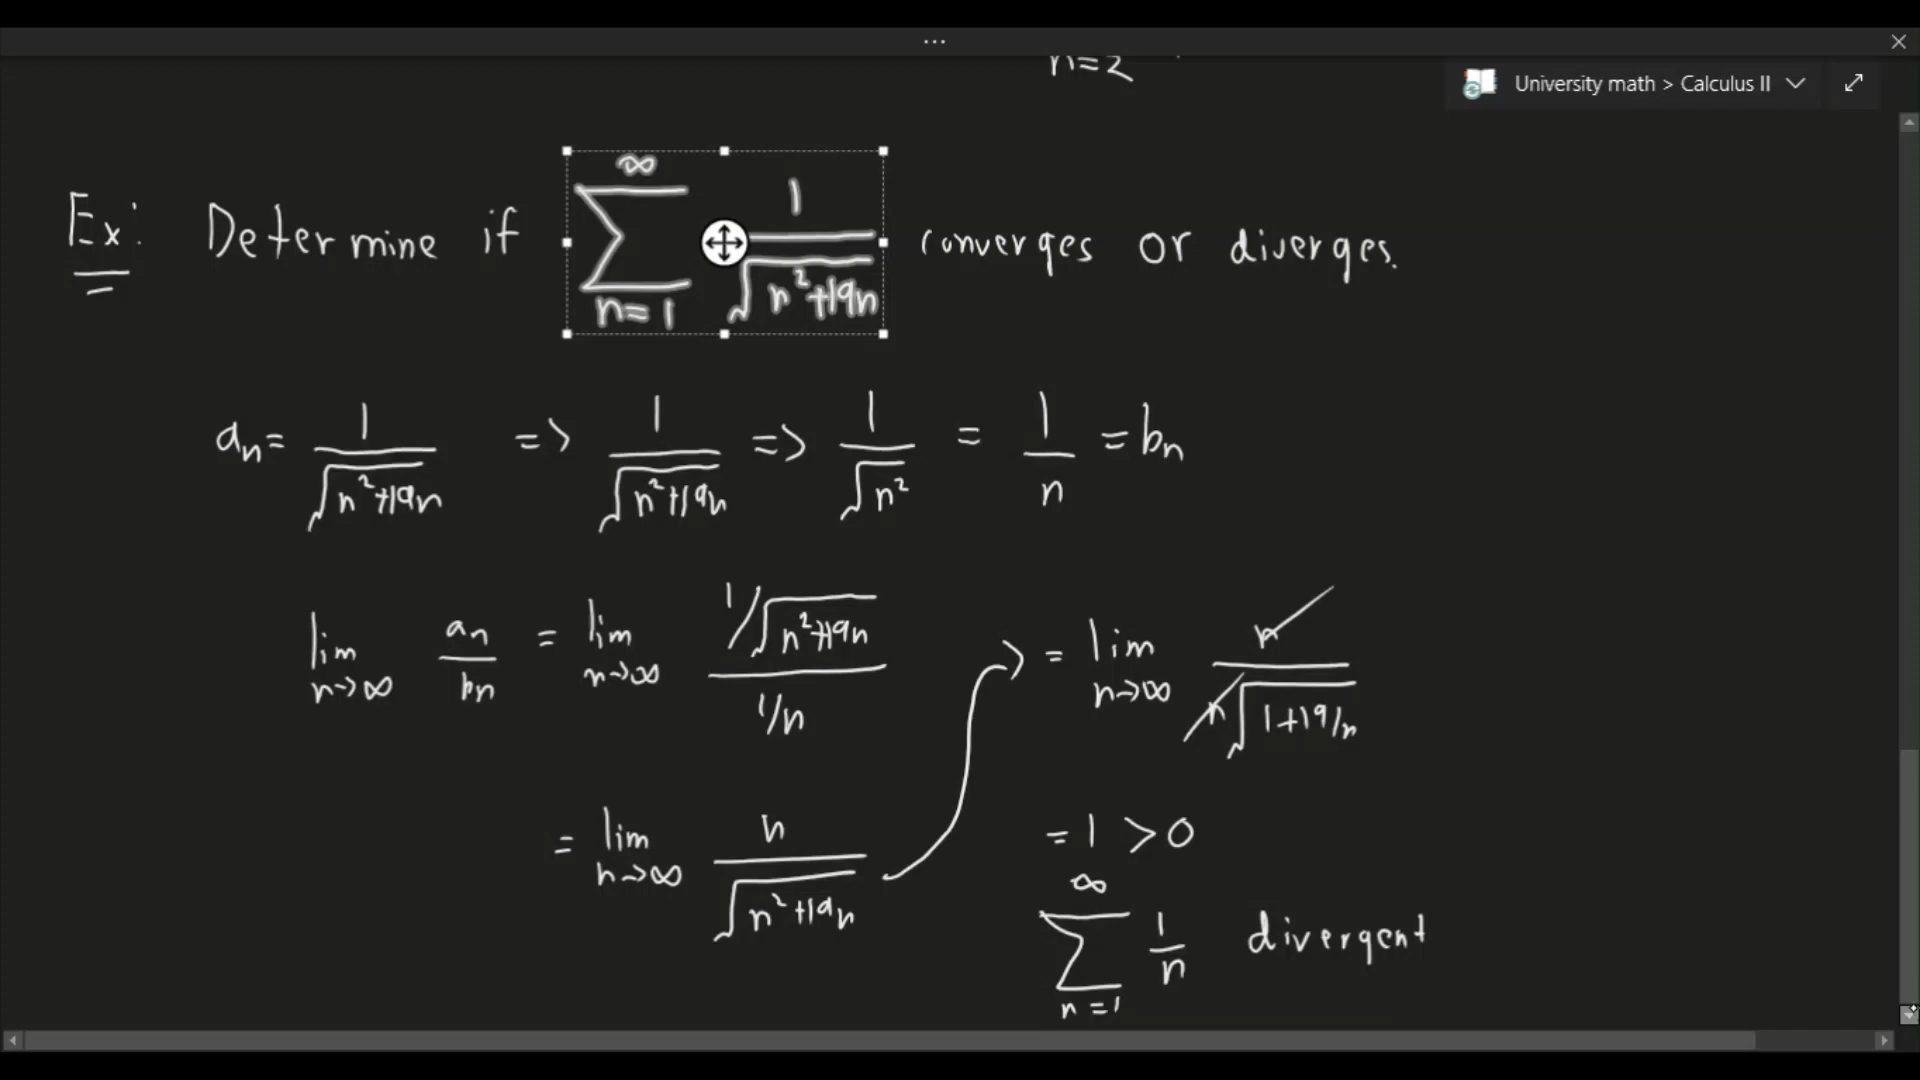 ...
n=2
University math > Calculus II
Ex: Determine if ∑_{n=1}^{∞} 1/√(n²+19n) converges or diverges.
aₙ = 1/√(n²+19n) => 1/√(n²+19n) => 1/√n² = 1/n = bₙ
lim_{n→∞} aₙ/bₙ = lim_{n→∞} (1/√(n²+19n))/(1/n)
= lim_{n→∞} n/√(n²+19n)
= lim_{n→∞} n/(n√(1+19/n))
= 1 > 0
∑_{n=1}^{∞} 1/n divergent